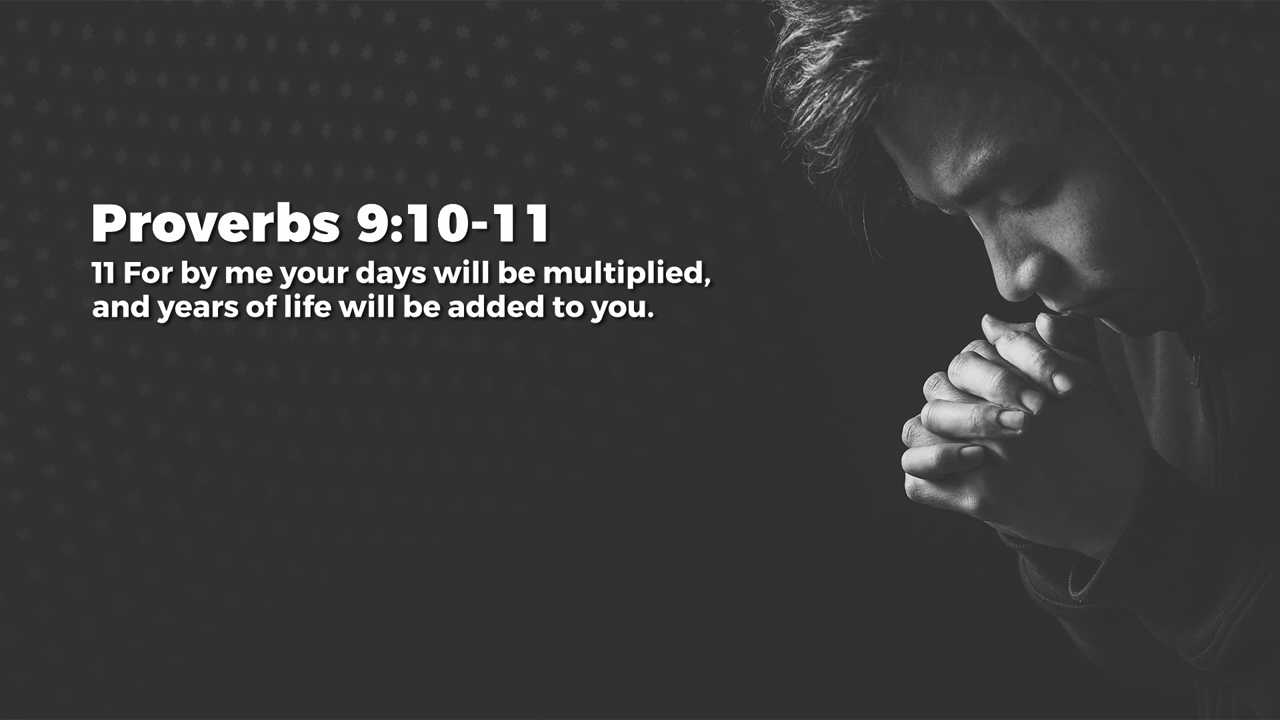 Proverbs 9:10-11
11 For by me your days will be multiplied,
and years of life will be added to you.